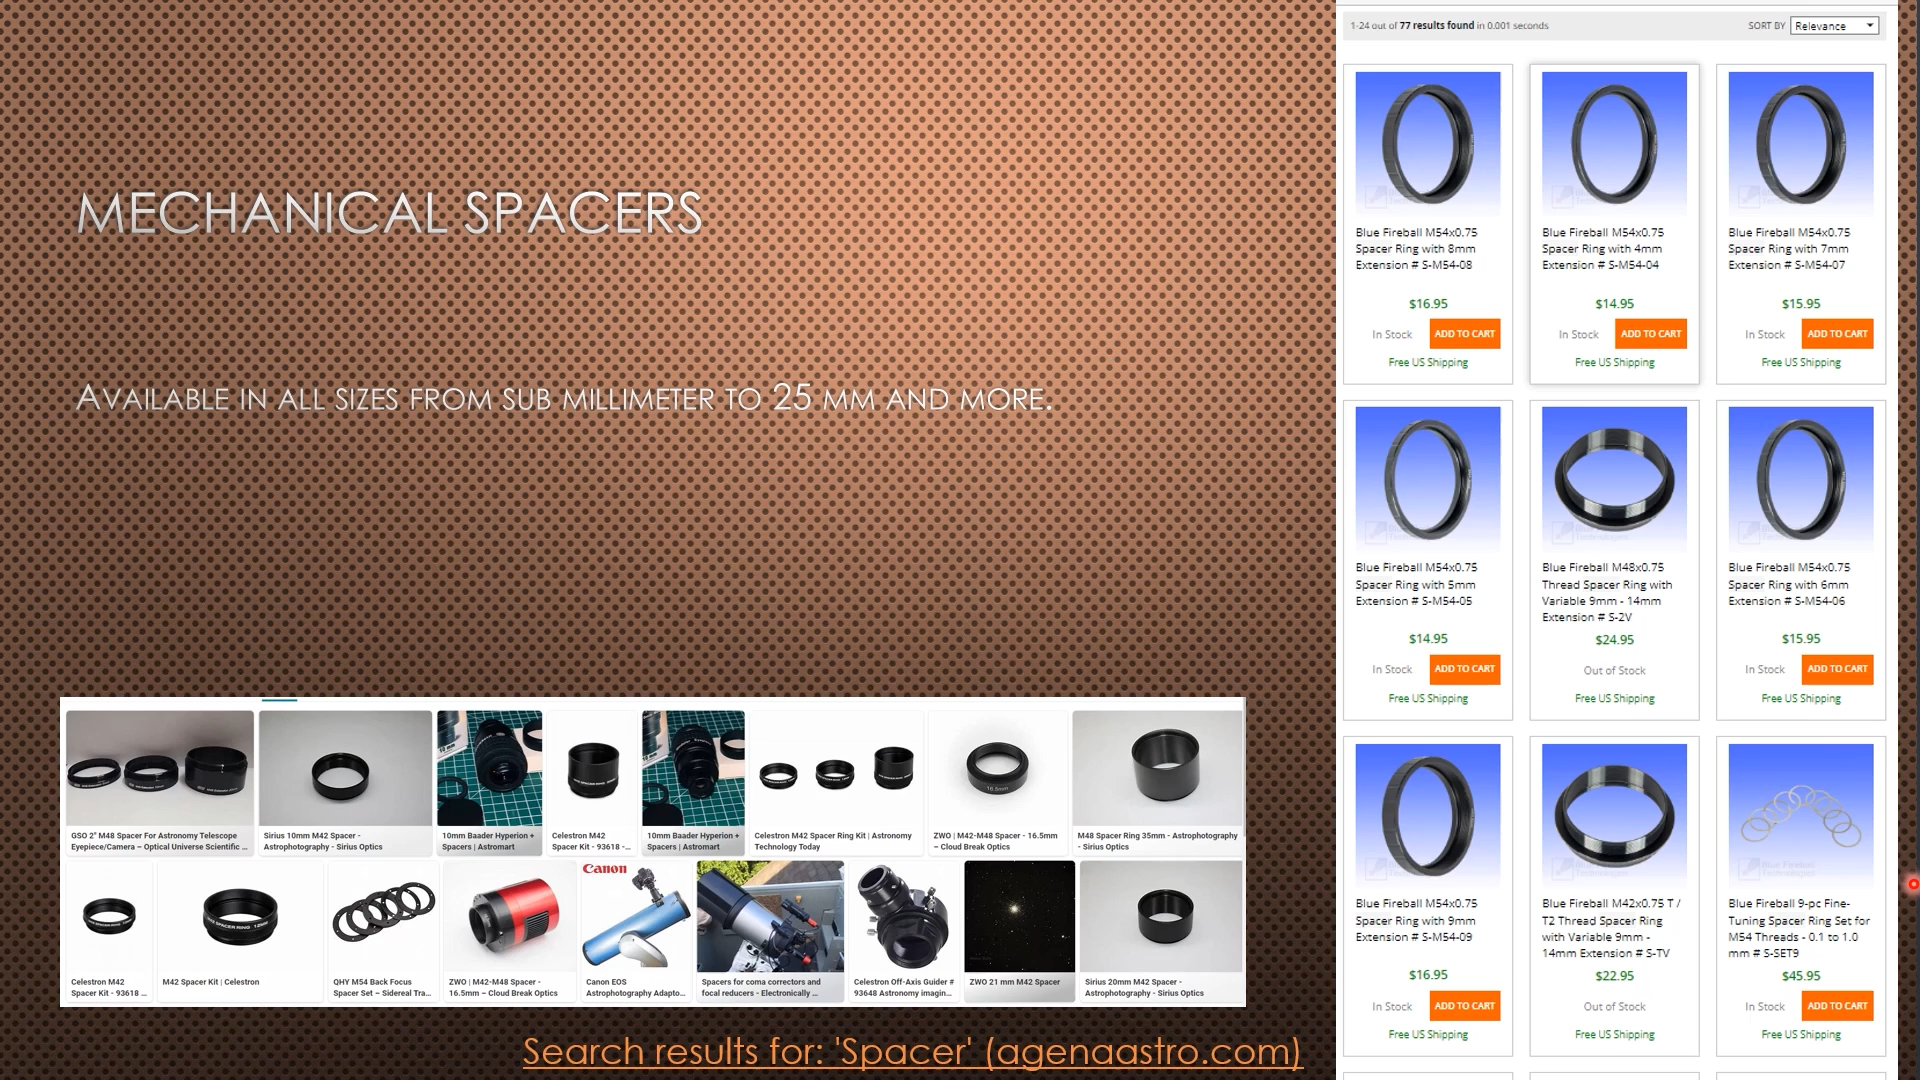 MECHANICAL SPACERS
AVAILABLE IN ALL SIZES FROM SUB MILLIMETER TO 25 MM AND MORE.
GSO 2" M48 Spacer For Astronomy Telescope
Eyepiece/Camera – Optical Universe Scientific ...
Sirius 10mm M42 Spacer -
Astrophotography - Sirius Optics
10mm Baader Hyperion +
Spacers | Astromart
Celestron M42
Spacer Kit - 93618 -...
10mm Baader Hyperion +
Spacers | Astromart
Celestron M42 Spacer Ring Kit | Astronomy
Technology Today
16.5mm
ZWO | M42-M48 Spacer - 16.5mm
– Cloud Break Optics
M48 Spacer Ring 35mm - Astrophotography
- Sirius Optics
Celestron M42
Spacer Kit - 93618 ...
SPACER RING 12mm
M42 Spacer Kit | Celestron
QHY M54 Back Focus
Spacer Set – Sidereal Tra...
ZWO | M42-M48 Spacer -
16.5mm – Cloud Break Optics
Canon
Canon EOS
Astrophotography Adapto...
Spacers for coma correctors and
focal reducers - Electronically ...
Celestron Off-Axis Guider #
93648 Astronomy imagin...
ZWO 21 mm M42 Spacer
Sirius 20mm M42 Spacer -
Astrophotography - Sirius Optics
Search results for: 'Spacer' (agenaastro.com)
1-24 out of 77 results found in 0.001 seconds
SORT BY Relevance
Blue Fireball M54x0.75
Spacer Ring with 8mm
Extension # S-M54-08
$16.95
In Stock ADD TO CART
Free US Shipping
Blue Fireball M54x0.75
Spacer Ring with 4mm
Extension # S-M54-04
$14.95
In Stock ADD TO CART
Free US Shipping
Blue Fireball M54x0.75
Spacer Ring with 7mm
Extension # S-M54-07
$15.95
In Stock ADD TO CART
Free US Shipping
Blue Fireball M54x0.75
Spacer Ring with 5mm
Extension # S-M54-05
$14.95
In Stock ADD TO CART
Free US Shipping
Blue Fireball M48x0.75
Thread Spacer Ring with
Variable 9mm - 14mm
Extension # S-2V
$24.95
Out of Stock
Free US Shipping
Blue Fireball M54x0.75
Spacer Ring with 6mm
Extension # S-M54-06
$15.95
In Stock ADD TO CART
Free US Shipping
Blue Fireball M54x0.75
Spacer Ring with 9mm
Extension # S-M54-09
$16.95
In Stock ADD TO CART
Free US Shipping
Blue Fireball M42x0.75 T /
T2 Thread Spacer Ring
with Variable 9mm -
14mm Extension # S-TV
$22.95
Out of Stock
Free US Shipping
Blue Fireball 9-pc Fine-
Tuning Spacer Ring Set for
M54 Threads - 0.1 to 1.0
mm # S-SET9
$45.95
In Stock ADD TO CART
Free US Shipping